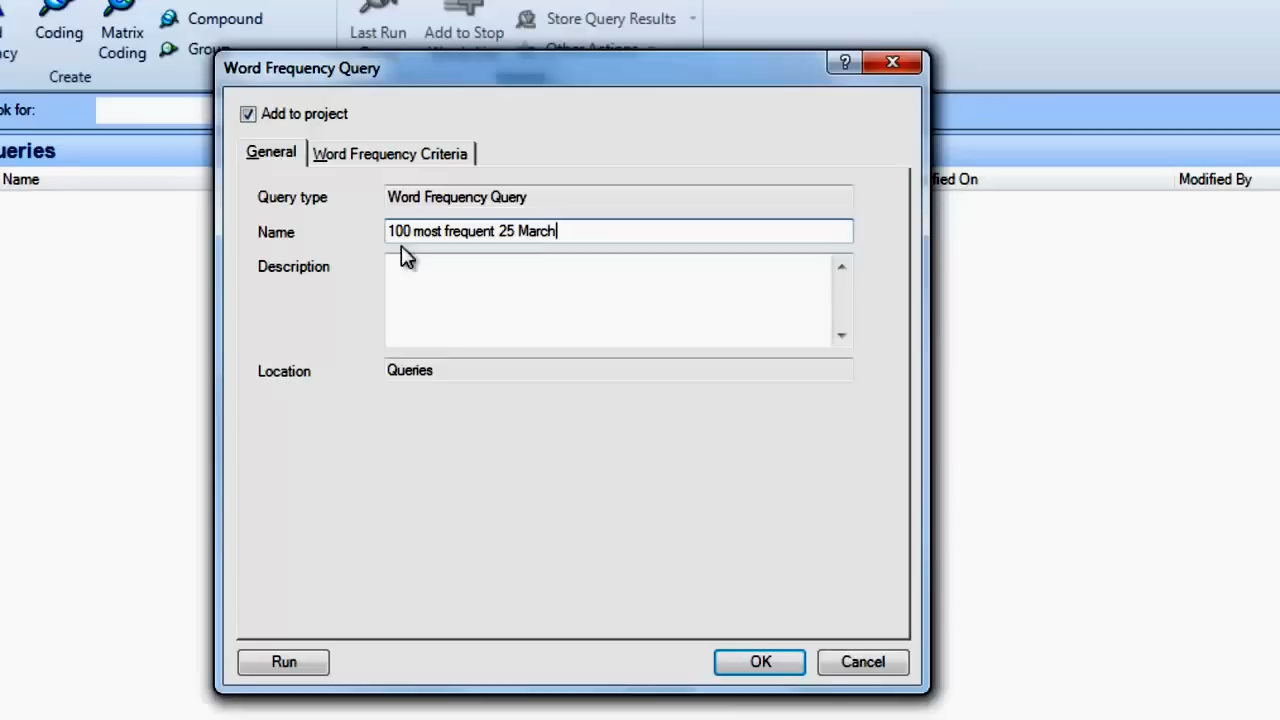 Compound
Coding
Matrix
Coding
Create
Last Run
Add to Stop
Store Query Results
Word Frequency Query
?
Add to project
General
Word Frequency Criteria
Query type
Word Frequency Query
Name
100 most frequent 25 March
Description
Location
Queries
Run
OK
Cancel
ok for:
ueries
Name
fied On
Modified By